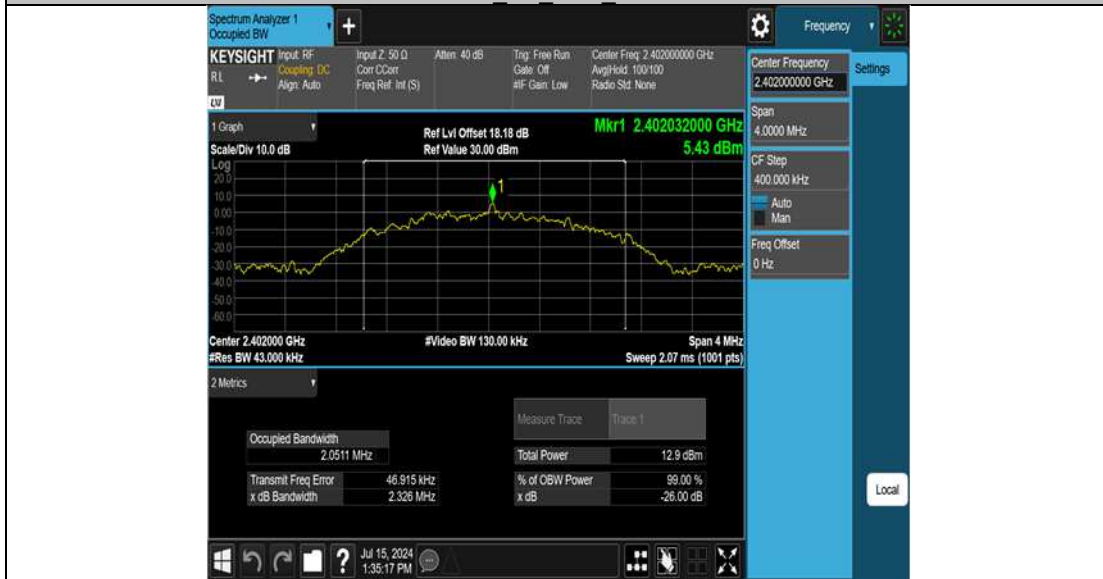 Spectrum Analyzer 1
Occupied BW
+
Frequency
KEYSIGHT Input: RF
R L
Coupling: DC
Align: Auto
Input Z: 50 Ω
Corr CCorr
Freq Ref: Int (S)
Atten: 40 dB
Trig: Free Run
Gate: Off
#IF Gain: Low
Center Freq: 2.402000000 GHz
Avg|Hold: 100/100
Radio Std: None
Center Frequency
2.402000000 GHz
Settings
Span
4.0000 MHz
CF Step
400.000 kHz
Auto
Man
Freq Offset
0 Hz
Local
1 Graph
Scale/Div 10.0 dB
Ref Lvl Offset 18.18 dB
Ref Value 30.00 dBm
Mkr1 2.402032000 GHz
5.43 dBm
Log
20.0
10.0
0.00
-10.0
-20.0
-30.0
-40.0
-50.0
-60.0
1
Center 2.402000 GHz
#Res BW 43.000 kHz
#Video BW 130.00 kHz
Span 4 MHz
Sweep 2.07 ms (1001 pts)
2 Metrics
Measure Trace Trace 1
Occupied Bandwidth
2.0511 MHz
Total Power 12.9 dBm
Transmit Freq Error 46.915 kHz
% of OBW Power 99.00 %
x dB Bandwidth 2.326 MHz
x dB -26.00 dB
?
Jul 15, 2024
1:35:17 PM